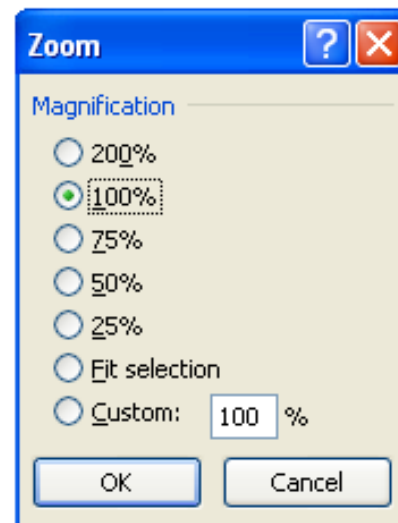 Zoom ?
Magnification
200%
100%
75%
50%
25%
Fit selection
Custom: 100 %
OK Cancel